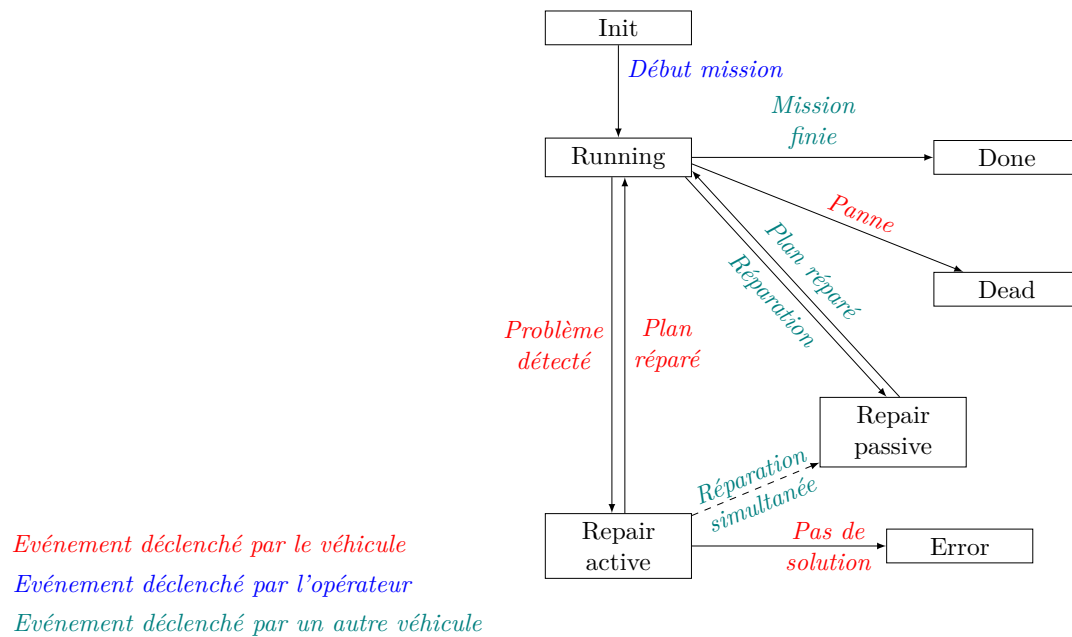 Init
Début mission
Mission
finie
Running
Done
Panne
Plan réparé
Réparation
Dead
Problème
détecté
Plan
réparé
Repair
passive
Réparation
simultanée
Repair
active
Pas de
solution
Error
Evénement déclenché par le véhicule
Evénement déclenché par l'opérateur
Evénement déclenché par un autre véhicule